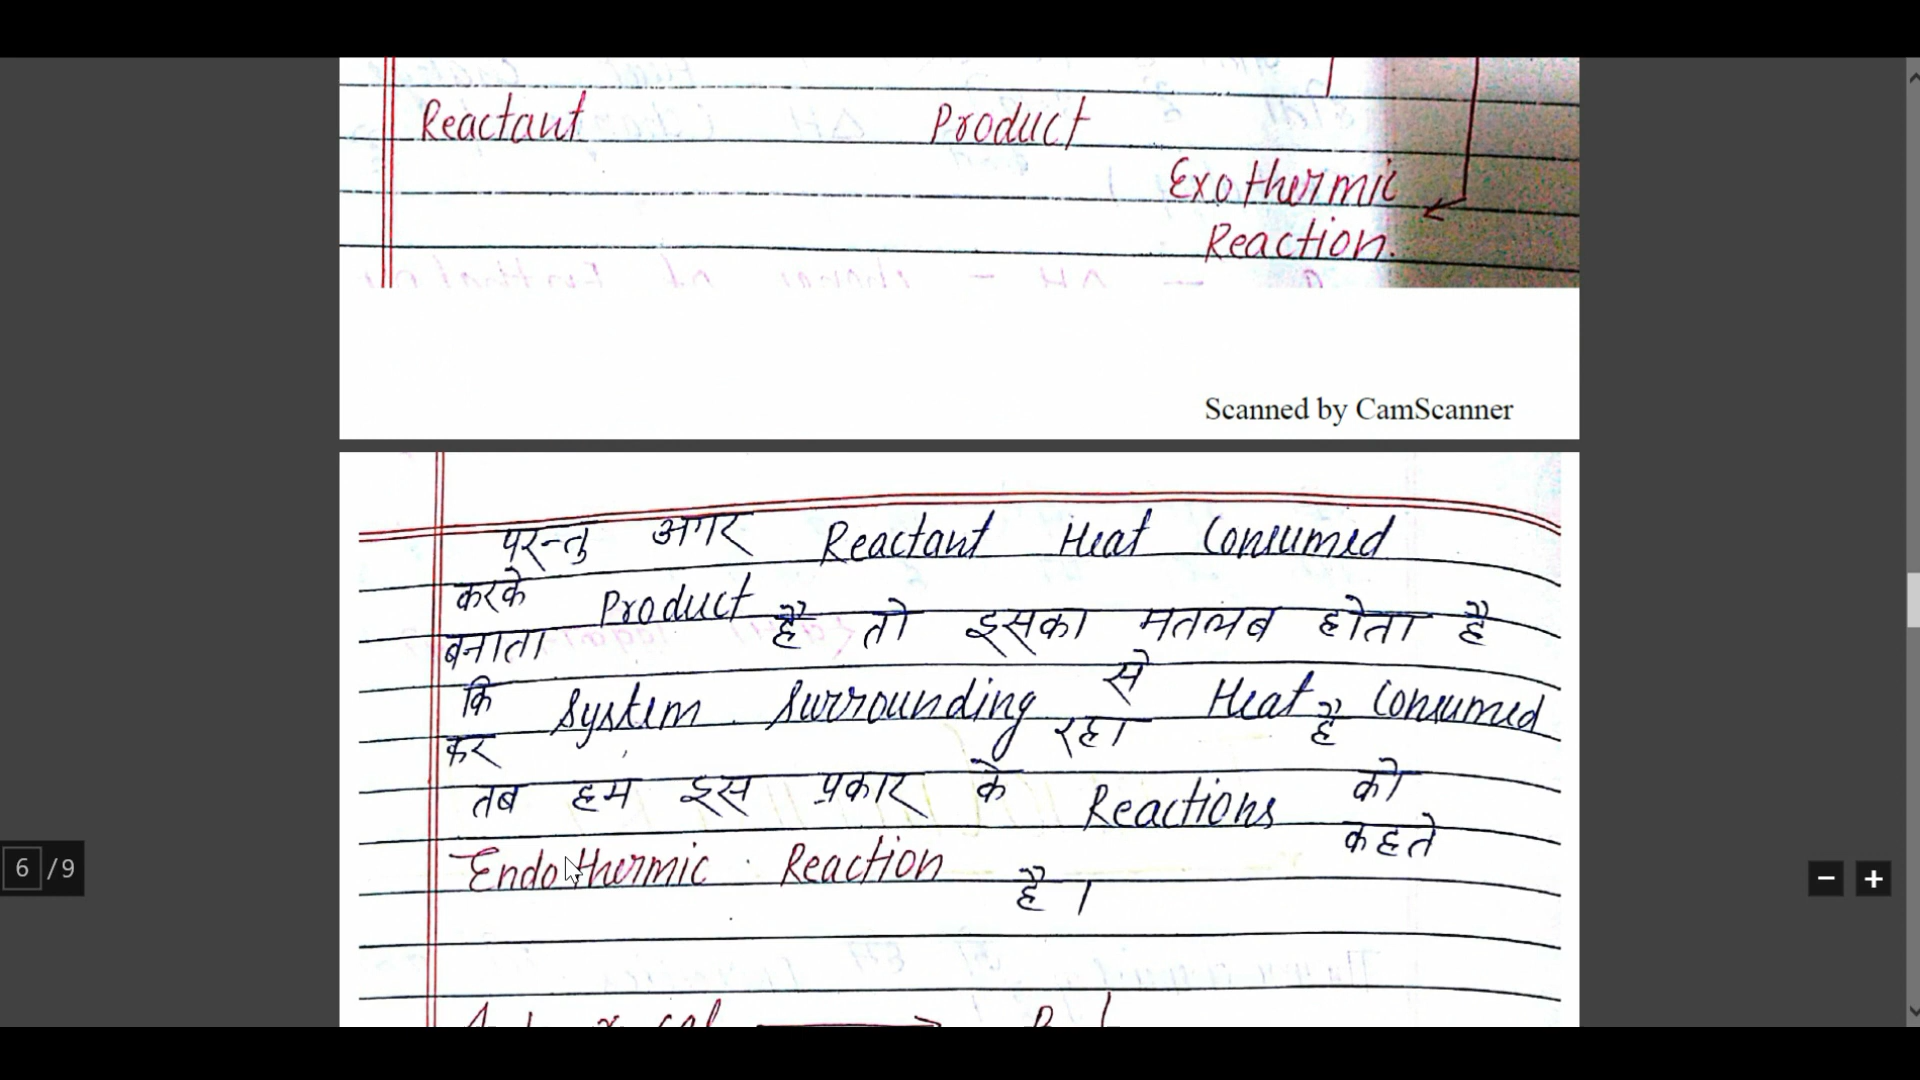 Reactant Product
Exothermic
Reaction.
Scanned by CamScanner
परन्तु अगर Reactant Heat Consumed
करके Product
बनाता है तो इसका मतलब होता है
कि System Surrounding से Heat Consumed
कर रहा है
तब हम इस प्रकार के Reactions को
कहते
Endothermic Reaction है ।
6 /9